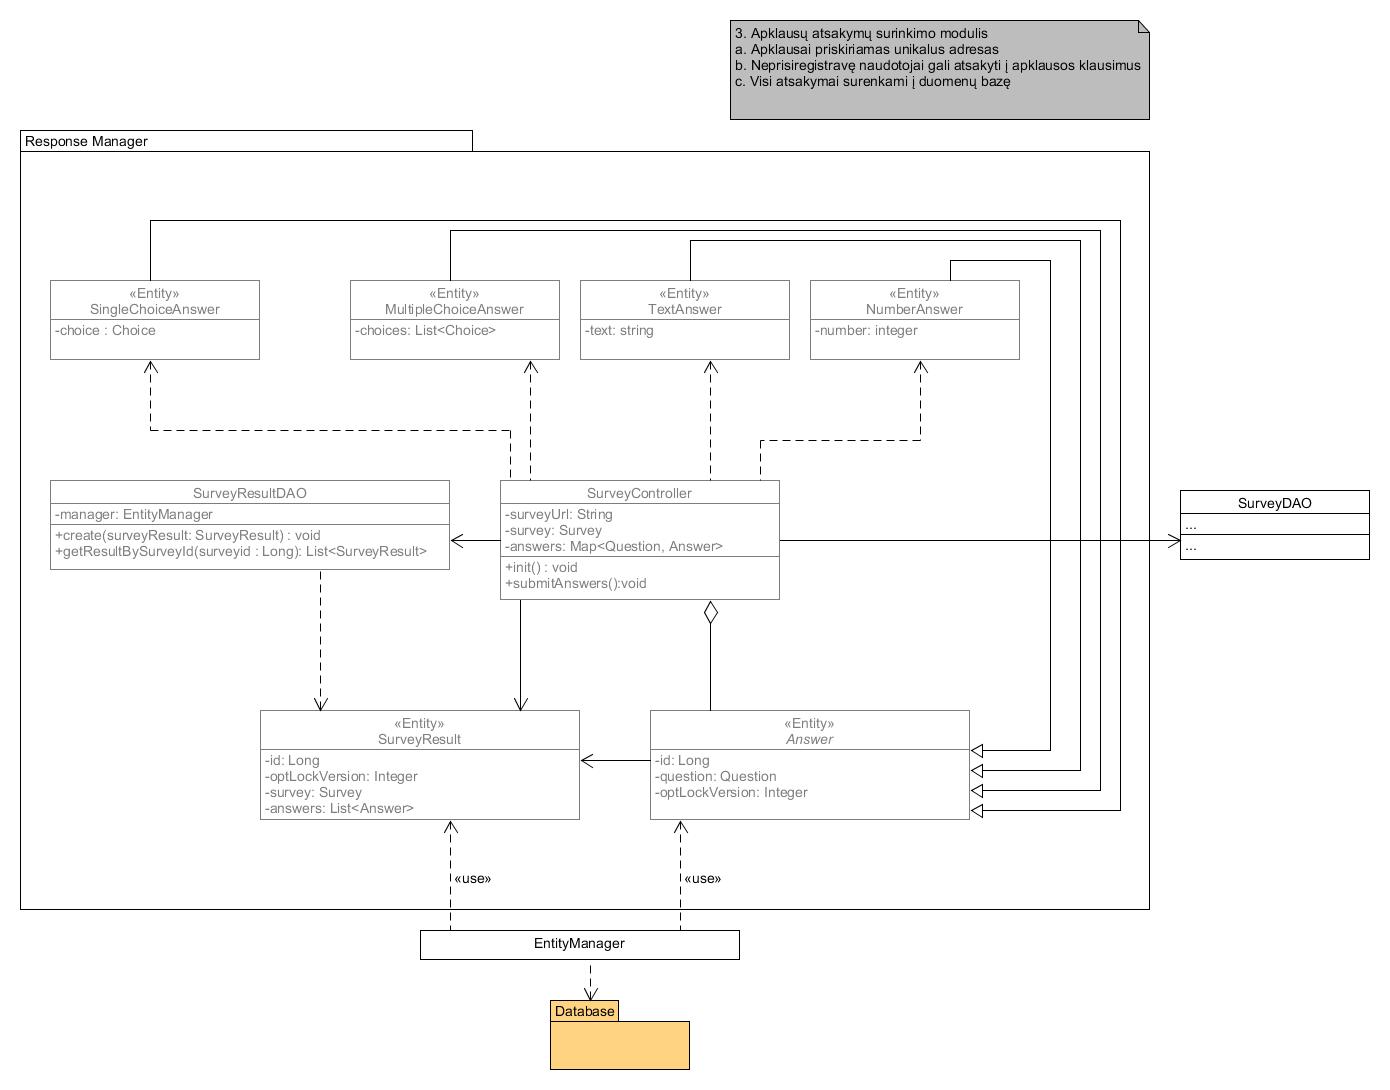 3. Apklausų atsakymų surinkimo modulis
a. Apklausai priskiriamas unikalus adresas
b. Neprisiregistravę naudotojai gali atsakyti į apklausos klausimus
c. Visi atsakymai surenkami į duomenų bazę
Response Manager
«Entity»
SingleChoiceAnswer
-choice : Choice
«Entity»
MultipleChoiceAnswer
-choices: List<Choice>
«Entity»
TextAnswer
-text: string
«Entity»
NumberAnswer
-number: integer
SurveyResultDAO
-manager: EntityManager
+create(surveyResult: SurveyResult) : void
+getResultBySurveyId(surveyid : Long): List<SurveyResult>
SurveyController
-surveyUrl: String
-survey: Survey
-answers: Map<Question, Answer>
+init() : void
+submitAnswers():void
SurveyDAO
...
...
«Entity»
SurveyResult
-id: Long
-optLockVersion: Integer
-survey: Survey
-answers: List<Answer>
«Entity»
Answer
-id: Long
-question: Question
-optLockVersion: Integer
«use»
«use»
EntityManager
Database